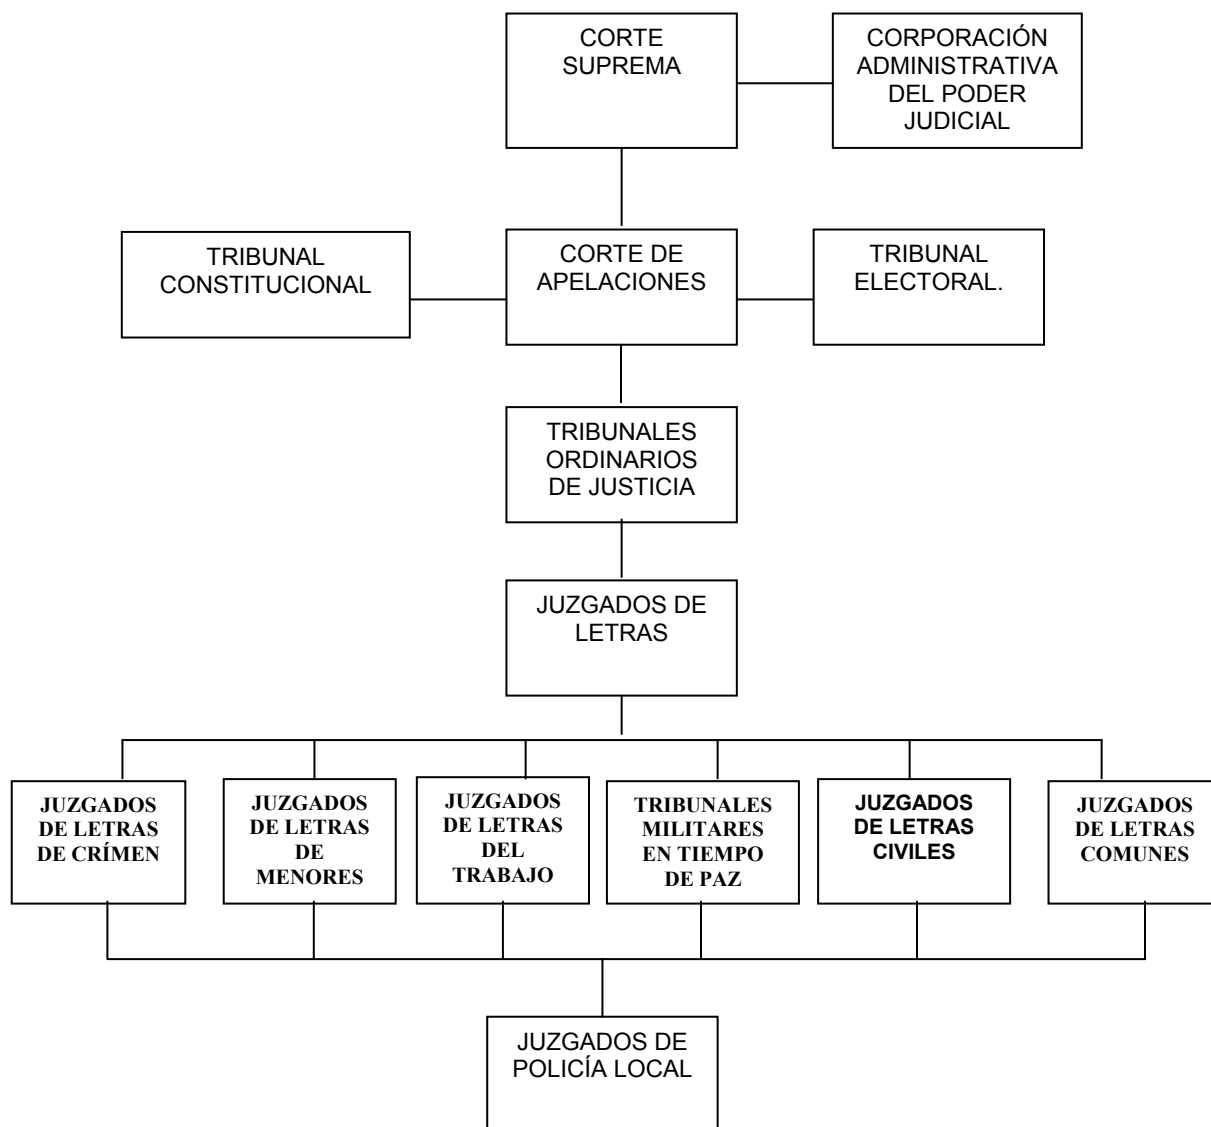 CORTE
SUPREMA
CORPORACIÓN
ADMINISTRATIVA
DEL PODER
JUDICIAL
TRIBUNAL
CONSTITUCIONAL
CORTE DE
APELACIONES
TRIBUNAL
ELECTORAL.
TRIBUNALES
ORDINARIOS
DE JUSTICIA
JUZGADOS DE
LETRAS
JUZGADOS
DE LETRAS
DE CRÍMEN
JUZGADOS
DE LETRAS
DE
MENORES
JUZGADOS
DE LETRAS
DEL
TRABAJO
TRIBUNALES
MILITARES
EN TIEMPO
DE PAZ
JUZGADOS
DE LETRAS
CIVILES
JUZGADOS
DE LETRAS
COMUNES
JUZGADOS DE
POLICÍA LOCAL